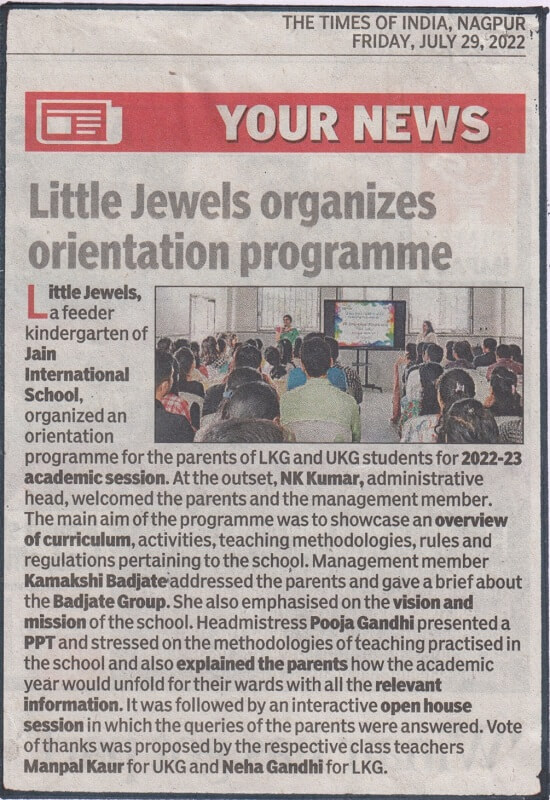 THE TIMES OF INDIA, NAGPUR
FRIDAY, JULY 29, 2022
YOUR NEWS
Little Jewels organizes
orientation programme
Little Jewels,
a feeder
kindergarten of
Jain
International
School,
organized an
orientation
programme for the parents of LKG and UKG students for 2022-23
academic session. At the outset, NK Kumar, administrative
head, welcomed the parents and the management member.
The main aim of the programme was to showcase an overview
of curriculum, activities, teaching methodologies, rules and
regulations pertaining to the school. Management member
Kamakshi Badjate addressed the parents and gave a brief about
the Badjate Group. She also emphasised on the vision and
mission of the school. Headmistress Pooja Gandhi presented a
PPT and stressed on the methodologies of teaching practised in
the school and also explained the parents how the academic
year would unfold for their wards with all the relevant
information. It was followed by an interactive open house
session in which the queries of the parents were answered. Vote
of thanks was proposed by the respective class teachers
Manpal Kaur for UKG and Neha Gandhi for LKG.